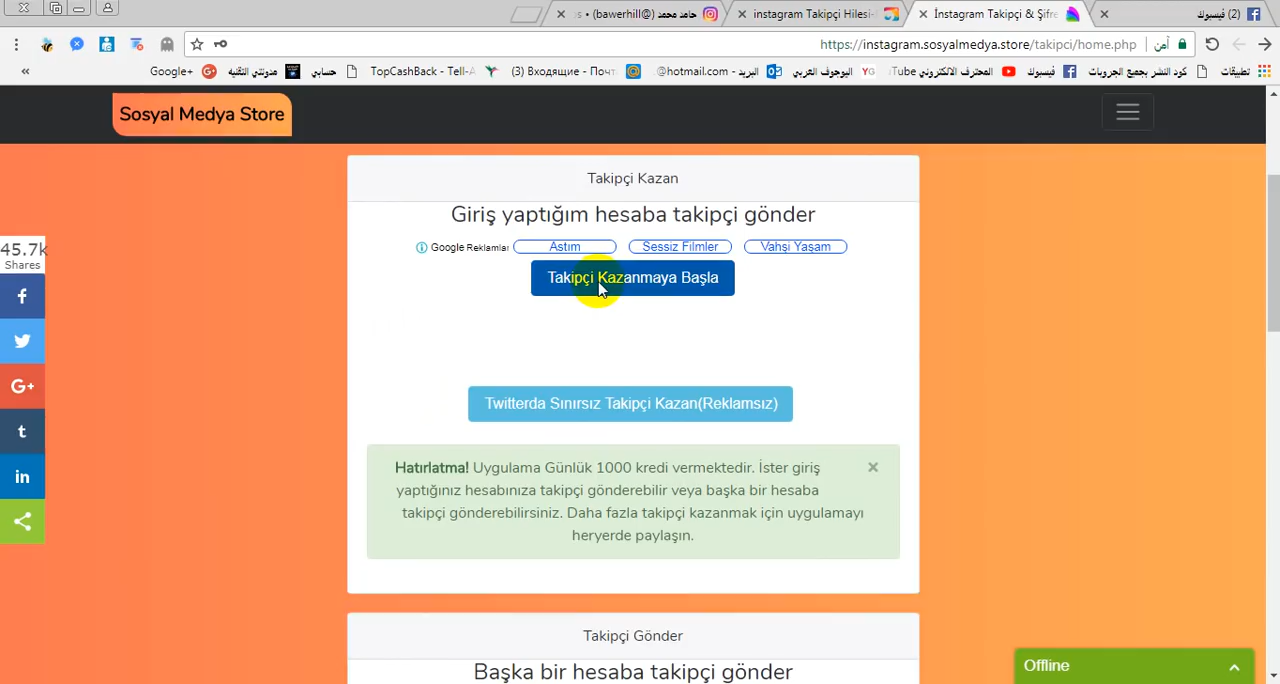 حامد محمد (@bawerhill) • s
instagram Takipçi Hilesi-
İnstagram Takipçi & Şifre
(2) فيسبوك
https://instagram.sosyalmedya.store/takipci/home.php
آمن
«
Google+
مدونتي التقنيه
حسابي
TopCashBack - Tell-A
(3) Входящие - Почт
البريد - @hotmail.com
اليوجوف العربي
المحترف الالكتروني
فيسبوك
كود النشر بجميع الجروبات
تطبيقات
Sosyal Medya Store
Takipçi Kazan
Giriş yaptığım hesaba takipçi gönder
Google Reklamlar
Astım
Sessiz Filmler
Vahşi Yaşam
Takipçi Kazanmaya Başla
45.7k
Shares
Twitterda Sınırsız Takipçi Kazan(Reklamsız)
Hatırlatma! Uygulama Günlük 1000 kredi vermektedir. İster giriş
yaptığınız hesabınıza takipçi gönderebilir veya başka bir hesaba
takipçi gönderebilirsiniz. Daha fazla takipçi kazanmak için uygulamayı
heryerde paylaşın.
Takipçi Gönder
Başka bir hesaba takipçi gönder
Offline